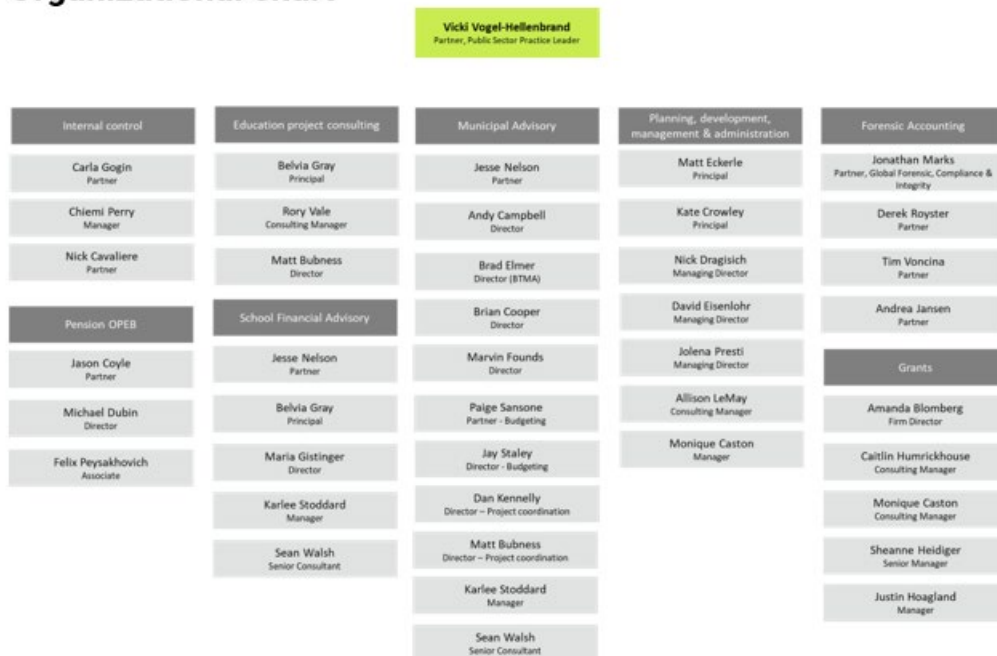 Vicki Vogel-Hellenbrand
Partner, Public Sector Practice Leader
Internal control
Carla Gogin
Partner
Chiemi Perry
Manager
Nick Cavaliere
Partner
Pension OPEB
Jason Coyle
Partner
Michael Dubin
Director
Felix Peysakhovich
Associate
Education project consulting
Belvia Gray
Principal
Rory Vale
Consulting Manager
Matt Bubness
Director
School Financial Advisory
Jesse Nelson
Partner
Belvia Gray
Principal
Maria Gistinger
Director
Karlee Stoddard
Manager
Sean Walsh
Senior Consultant
Municipal Advisory
Jesse Nelson
Partner
Andy Campbell
Director
Brad Elmer
Director (BTMA)
Brian Cooper
Director
Marvin Founds
Director
Paige Sansone
Partner - Budgeting
Jay Staley
Director - Budgeting
Dan Kennelly
Director – Project coordination
Matt Bubness
Director – Project coordination
Karlee Stoddard
Manager
Sean Walsh
Senior Consultant
Planning, development,
management & administration
Matt Eckerle
Principal
Kate Crowley
Principal
Nick Dragisich
Managing Director
David Eisenlohr
Managing Director
Jolena Presti
Managing Director
Allison LeMay
Consulting Manager
Monique Caston
Manager
Forensic Accounting
Jonathan Marks
Partner, Global Forensic, Compliance &
Integrity
Derek Royster
Partner
Tim Voncina
Partner
Andrea Jansen
Partner
Grants
Amanda Blomberg
Firm Director
Caitlin Humrickhouse
Consulting Manager
Monique Caston
Consulting Manager
Sheanne Heidiger
Senior Manager
Justin Hoagland
Manager